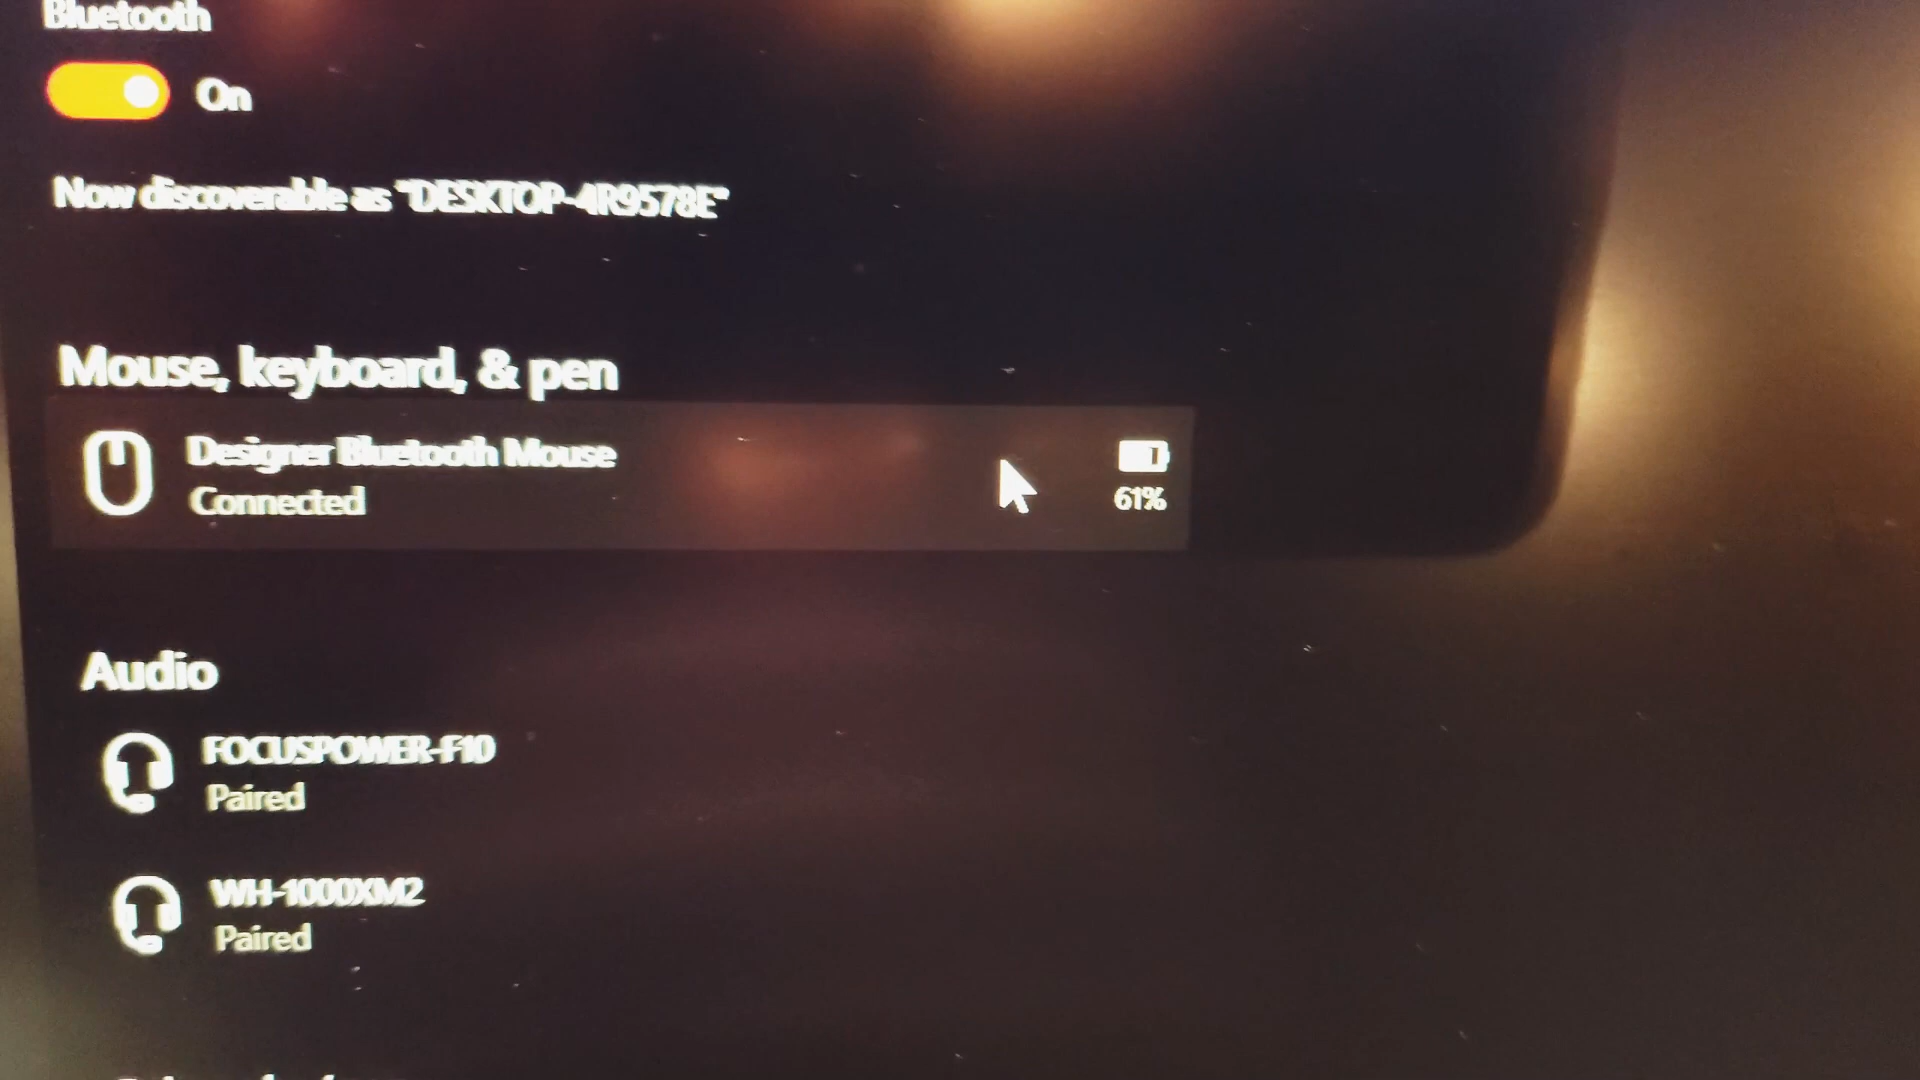 Bluetooth
On
Now discoverable as "DESKTOP-4R9578E"
Mouse, keyboard, & pen
Designer Bluetooth Mouse
Connected
61%
Audio
FOCUSPOWER-F10
Paired
WH-1000XM2
Paired